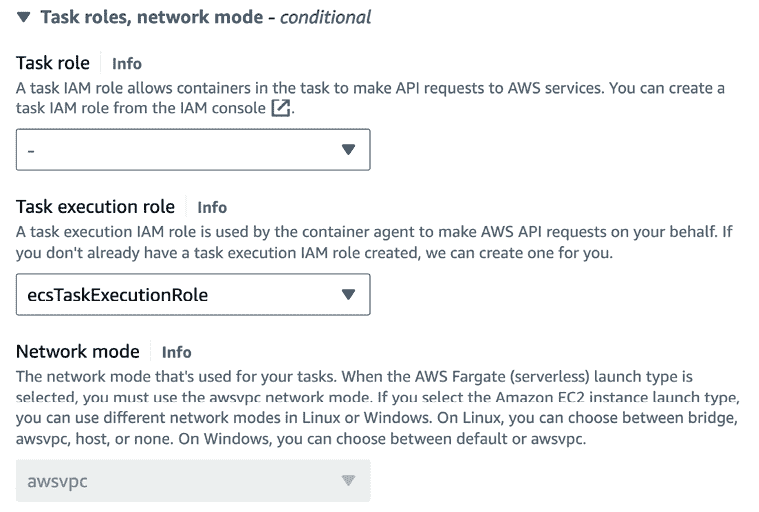 Task roles, network mode - conditional
Task role Info
A task IAM role allows containers in the task to make API requests to AWS services. You can create a
task IAM role from the IAM console.
-
Task execution role Info
A task execution IAM role is used by the container agent to make AWS API requests on your behalf. If
you don't already have a task execution IAM role created, we can create one for you.
ecsTaskExecutionRole
Network mode Info
The network mode that's used for your tasks. When the AWS Fargate (serverless) launch type is
selected, you must use the awsvpc network mode. If you select the Amazon EC2 instance launch type,
you can use different network modes in Linux or Windows. On Linux, you can choose between bridge,
awsvpc, host, or none. On Windows, you can choose between default or awsvpc.
awsvpc